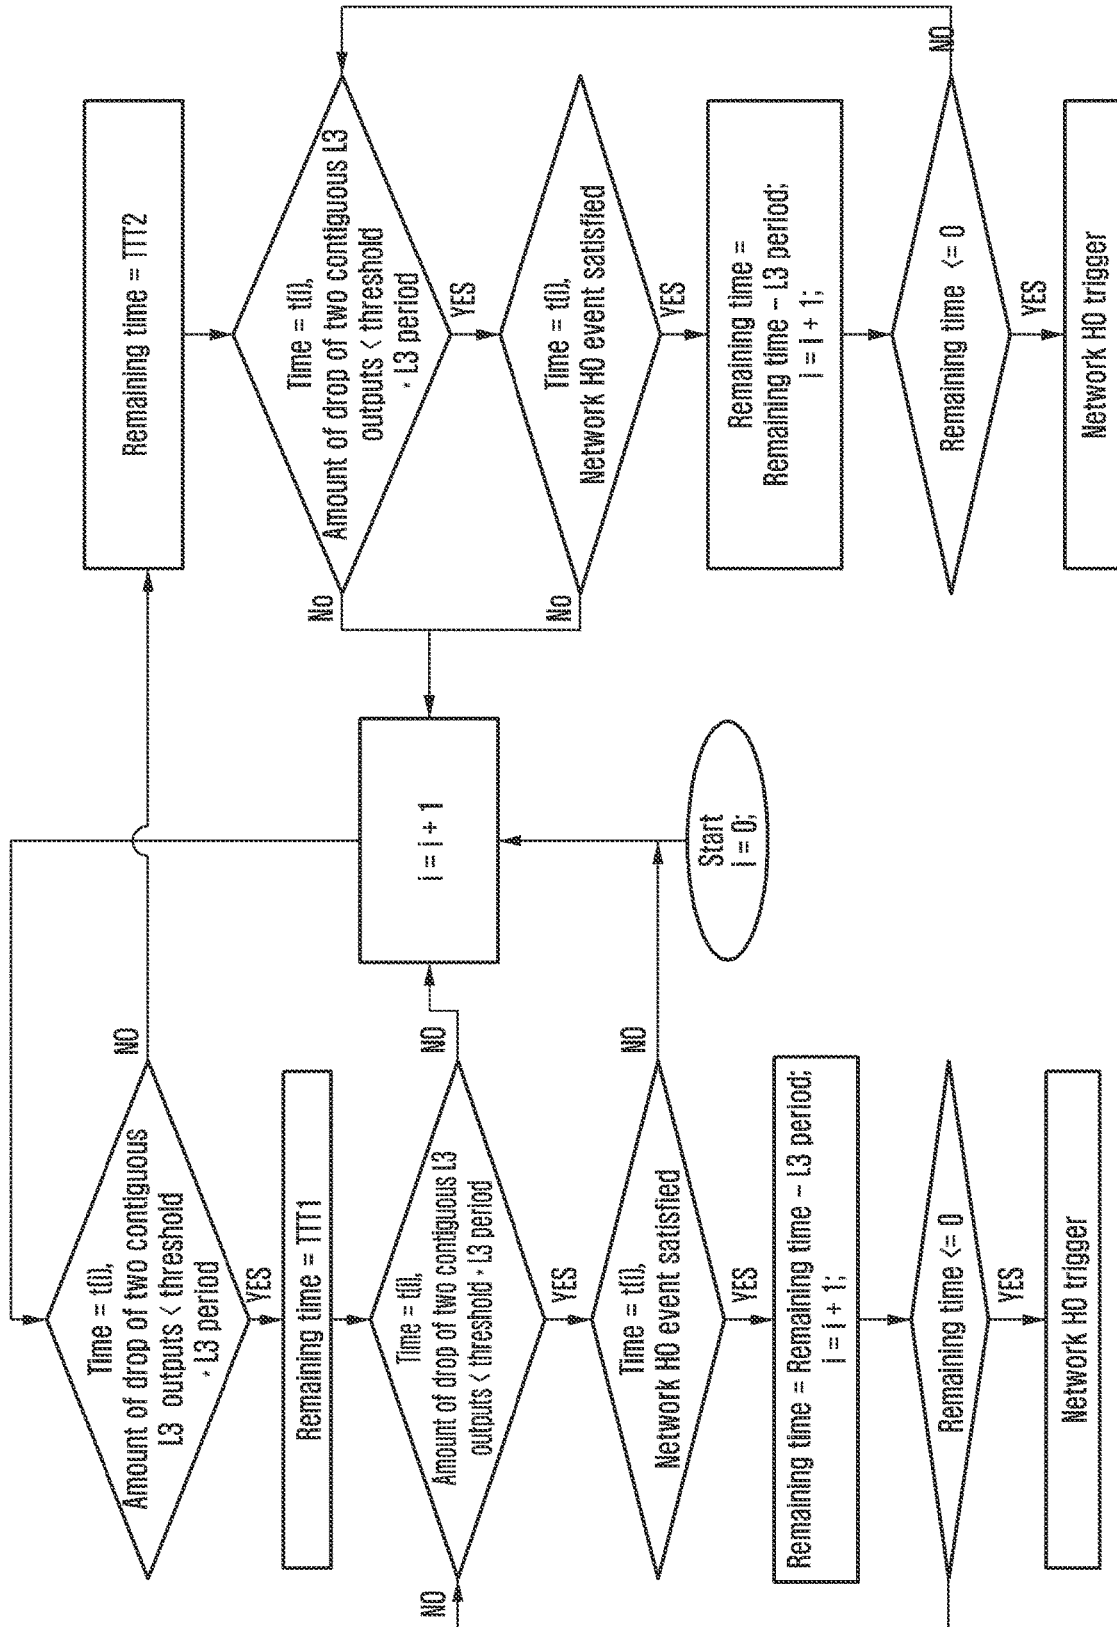 Time = t(i),
Amount of drop of two contiguous
L3 outputs < threshold
* L3 period
NO
YES
Remaining time = TTT1
NO
Time = t(i),
Amount of drop of two contiguous L3
outputs < threshold * L3 period
NO
YES
Time = t(i),
Network HO event satisfied
NO
YES
Remaining time = Remaining time - L3 period;
i = i + 1;
Remaining time <= 0
YES
Network HO trigger
i = i + 1
Start
i = 0;
Remaining time = TTT2
Time = t(i),
Amount of drop of two contiguous L3
outputs < threshold
* L3 period
NO
YES
Time = t(i),
Network HO event satisfied
NO
YES
Remaining time =
Remaining time - L3 period;
i = i + 1;
Remaining time <= 0
NO
YES
Network HO trigger